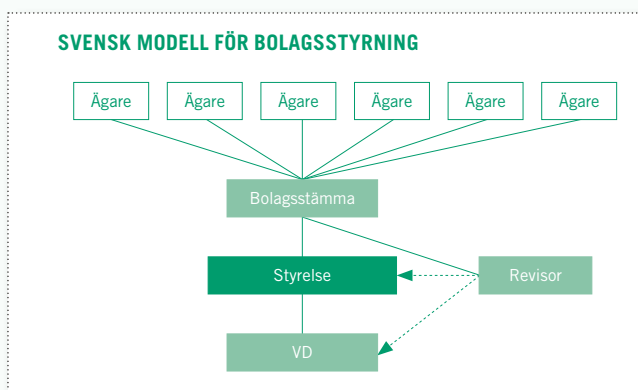 SVENSK MODELL FÖR BOLAGSSTYRNING
Ägare Ägare Ägare Ägare Ägare Ägare
Bolagsstämma
Styrelse Revisor
VD